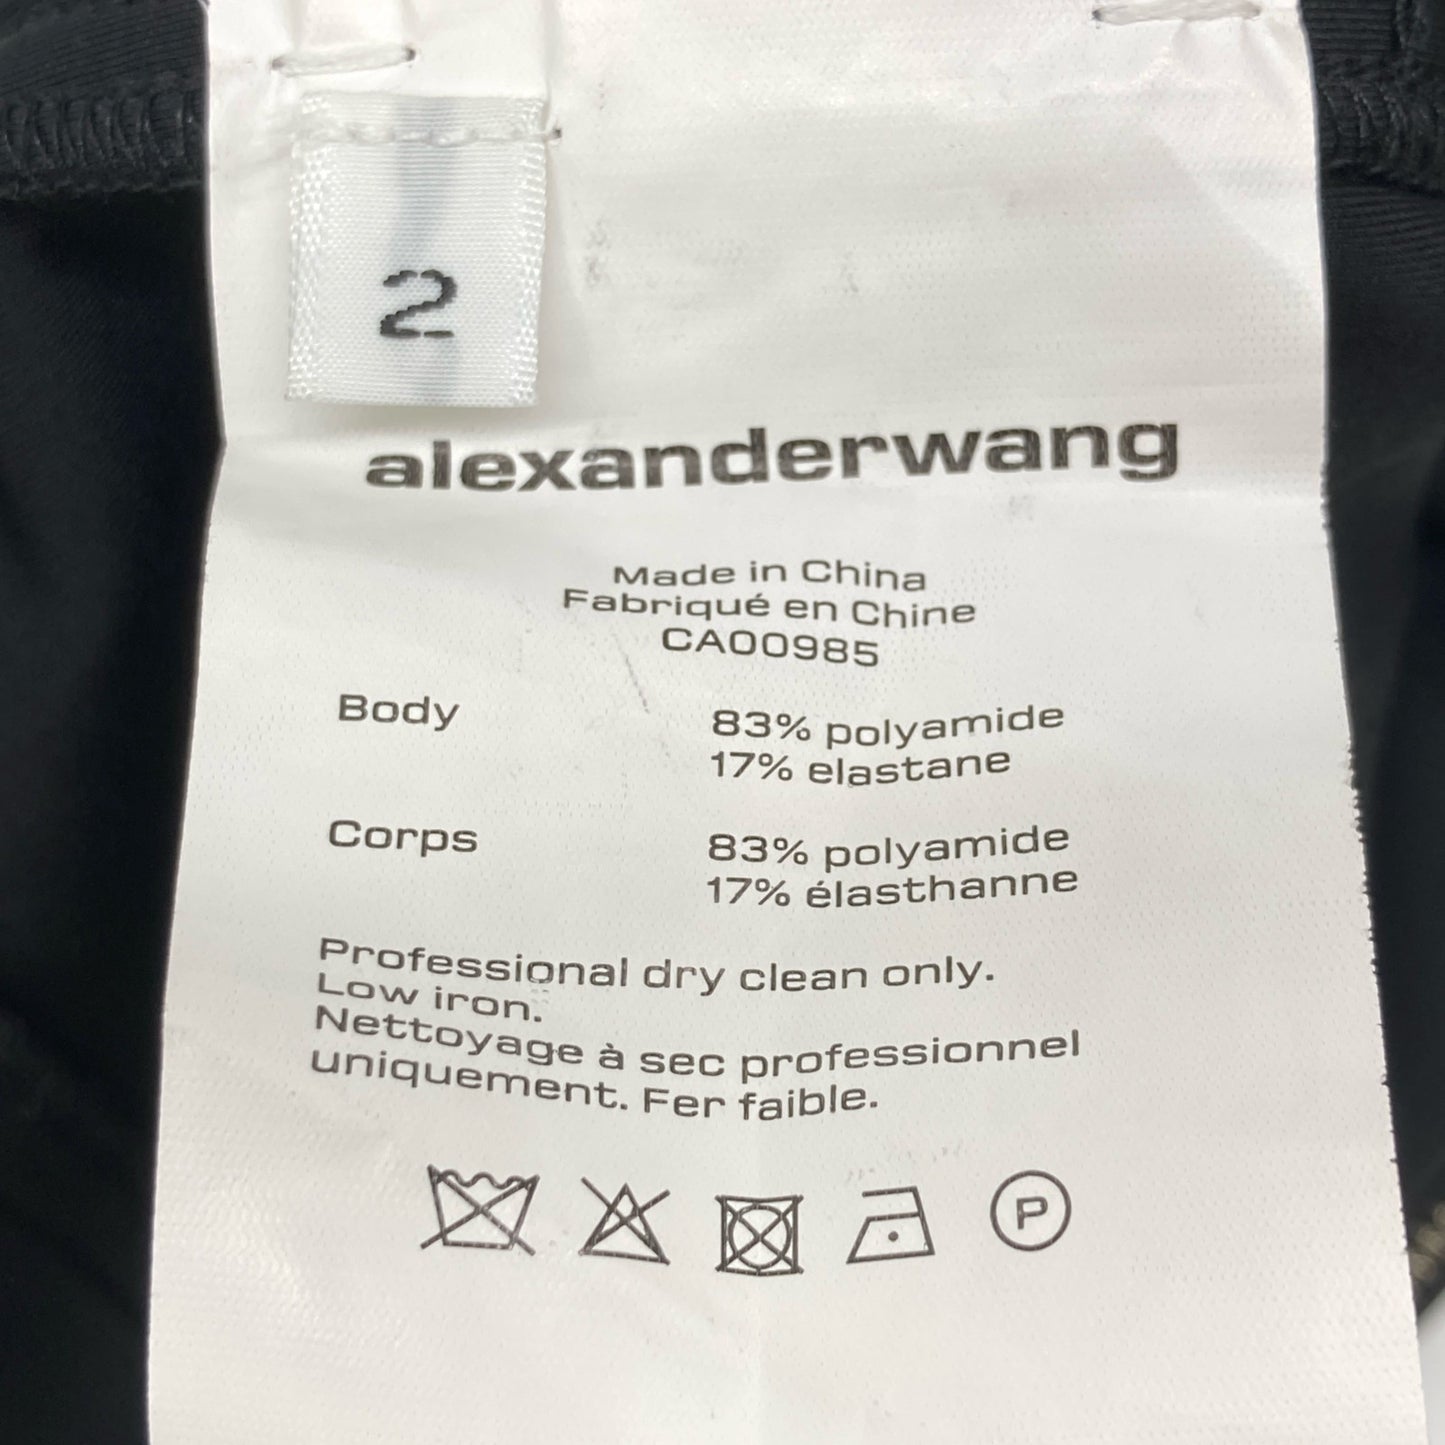 2
alexanderwang
Made in China
Fabriqué en Chine
CA00985
Body 83% polyamide
17% elastane
Corps 83% polyamide
17% élasthanne
Professional dry clean only.
Low iron.
Nettoyage à sec professionnel
uniquement. Fer faible.
P